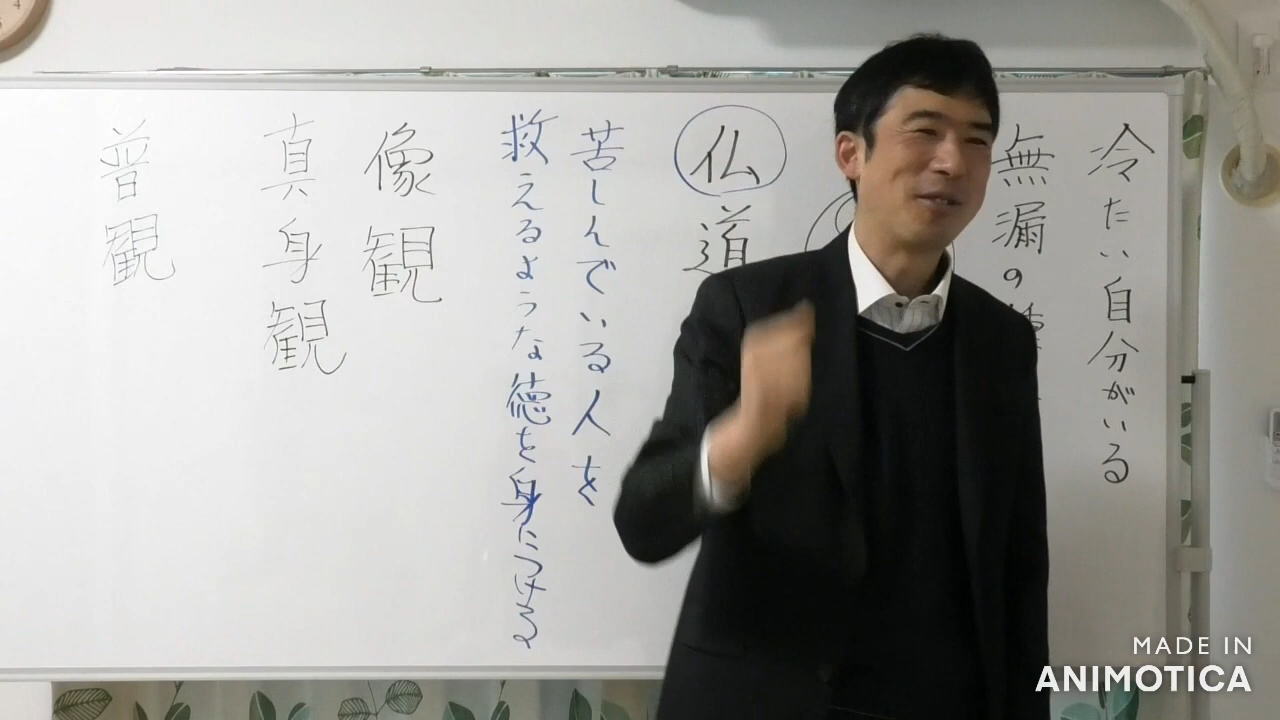 冷たい自分がいる
無漏の
仏道
苦しんでいる人を
救えるような徳を身につける
像観
真身観
普観
MADE IN
ANIMOTICA